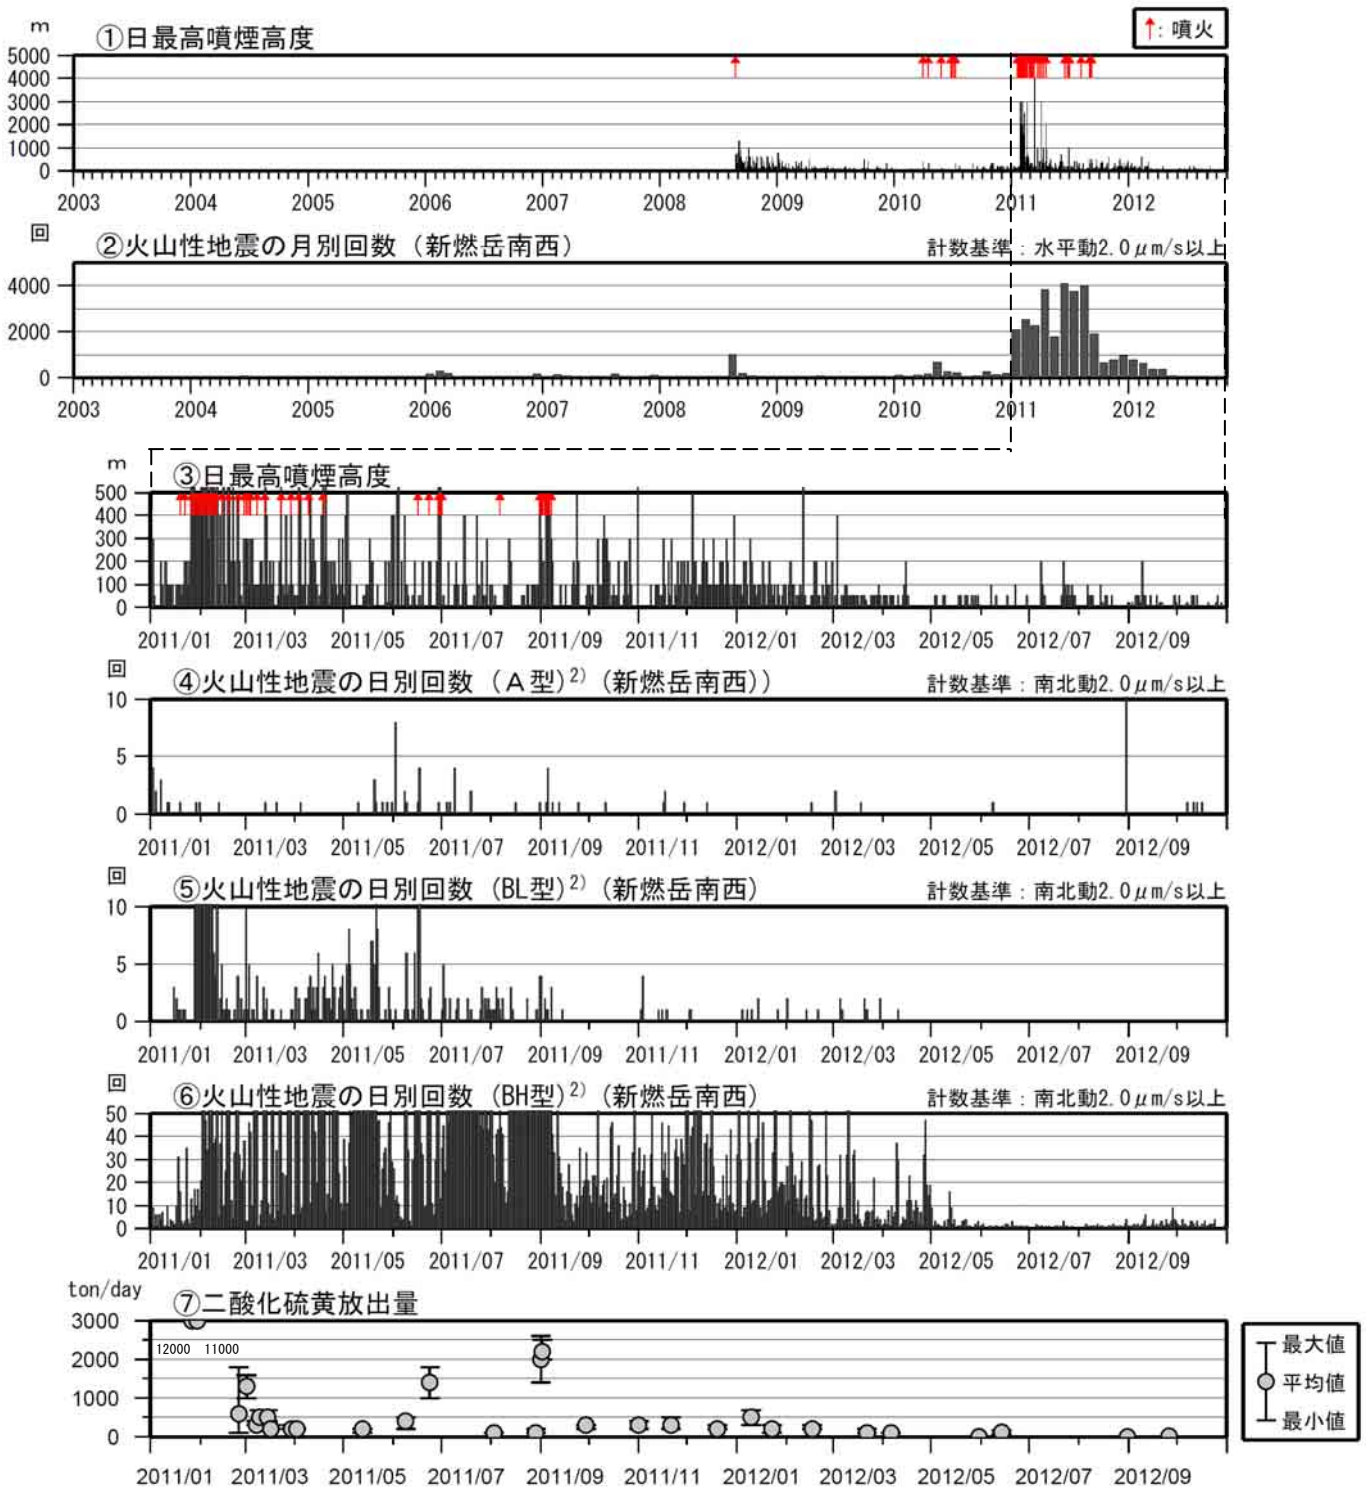 m
①日最高噴煙高度
↑: 噴火
5000
4000
3000
2000
1000
0
2003 2004 2005 2006 2007 2008 2009 2010 2011 2012
回
②火山性地震の月別回数（新燃岳南西） 計数基準：水平動2.0μm/s以上
4000
2000
0
2003 2004 2005 2006 2007 2008 2009 2010 2011 2012
m
③日最高噴煙高度
500
400
300
200
100
0
2011/01 2011/03 2011/05 2011/07 2011/09 2011/11 2012/01 2012/03 2012/05 2012/07 2012/09
回
④火山性地震の日別回数（Ａ型）2)（新燃岳南西）） 計数基準：南北動2.0μm/s以上
10
5
0
2011/01 2011/03 2011/05 2011/07 2011/09 2011/11 2012/01 2012/03 2012/05 2012/07 2012/09
回
⑤火山性地震の日別回数（BL型）2)（新燃岳南西） 計数基準：南北動2.0μm/s以上
10
5
0
2011/01 2011/03 2011/05 2011/07 2011/09 2011/11 2012/01 2012/03 2012/05 2012/07 2012/09
回
⑥火山性地震の日別回数（BH型）2)（新燃岳南西） 計数基準：南北動2.0μm/s以上
50
40
30
20
10
0
2011/01 2011/03 2011/05 2011/07 2011/09 2011/11 2012/01 2012/03 2012/05 2012/07 2012/09
ton/day
⑦二酸化硫黄放出量
3000
12000 11000
2000
1000
0
最大値
平均値
最小値
2011/01 2011/03 2011/05 2011/07 2011/09 2011/11 2012/01 2012/03 2012/05 2012/07 2012/09